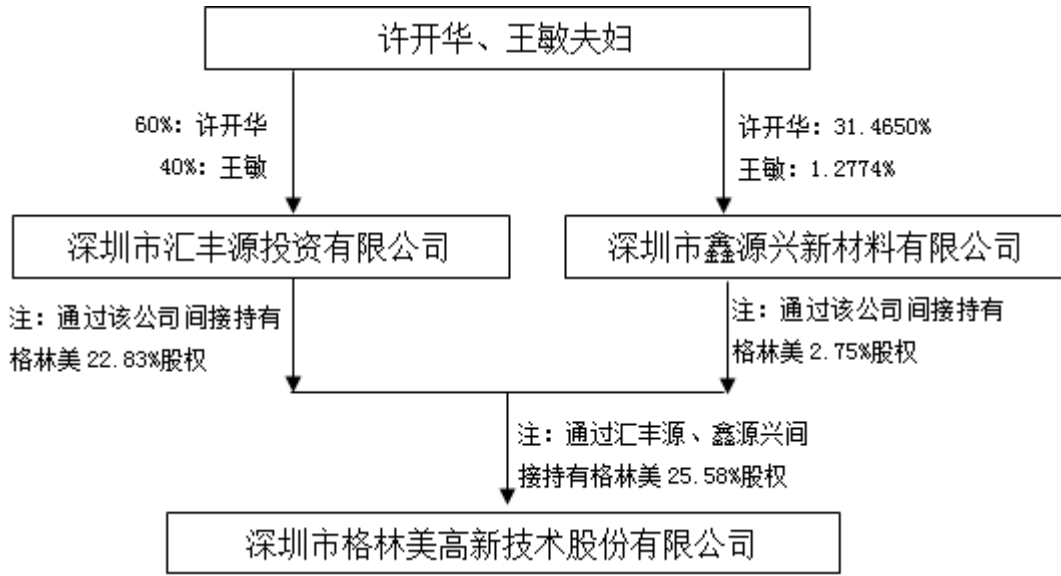 许开华、王敏夫妇
60%：许开华
40%：王敏
许开华：31.4650%
王敏：1.2774%
深圳市汇丰源投资有限公司
深圳市鑫源兴新材料有限公司
注：通过该公司间接持有
格林美 22.83%股权
注：通过该公司间接持有
格林美 2.75%股权
注：通过汇丰源、鑫源兴间
接持有格林美 25.58%股权
深圳市格林美高新技术股份有限公司